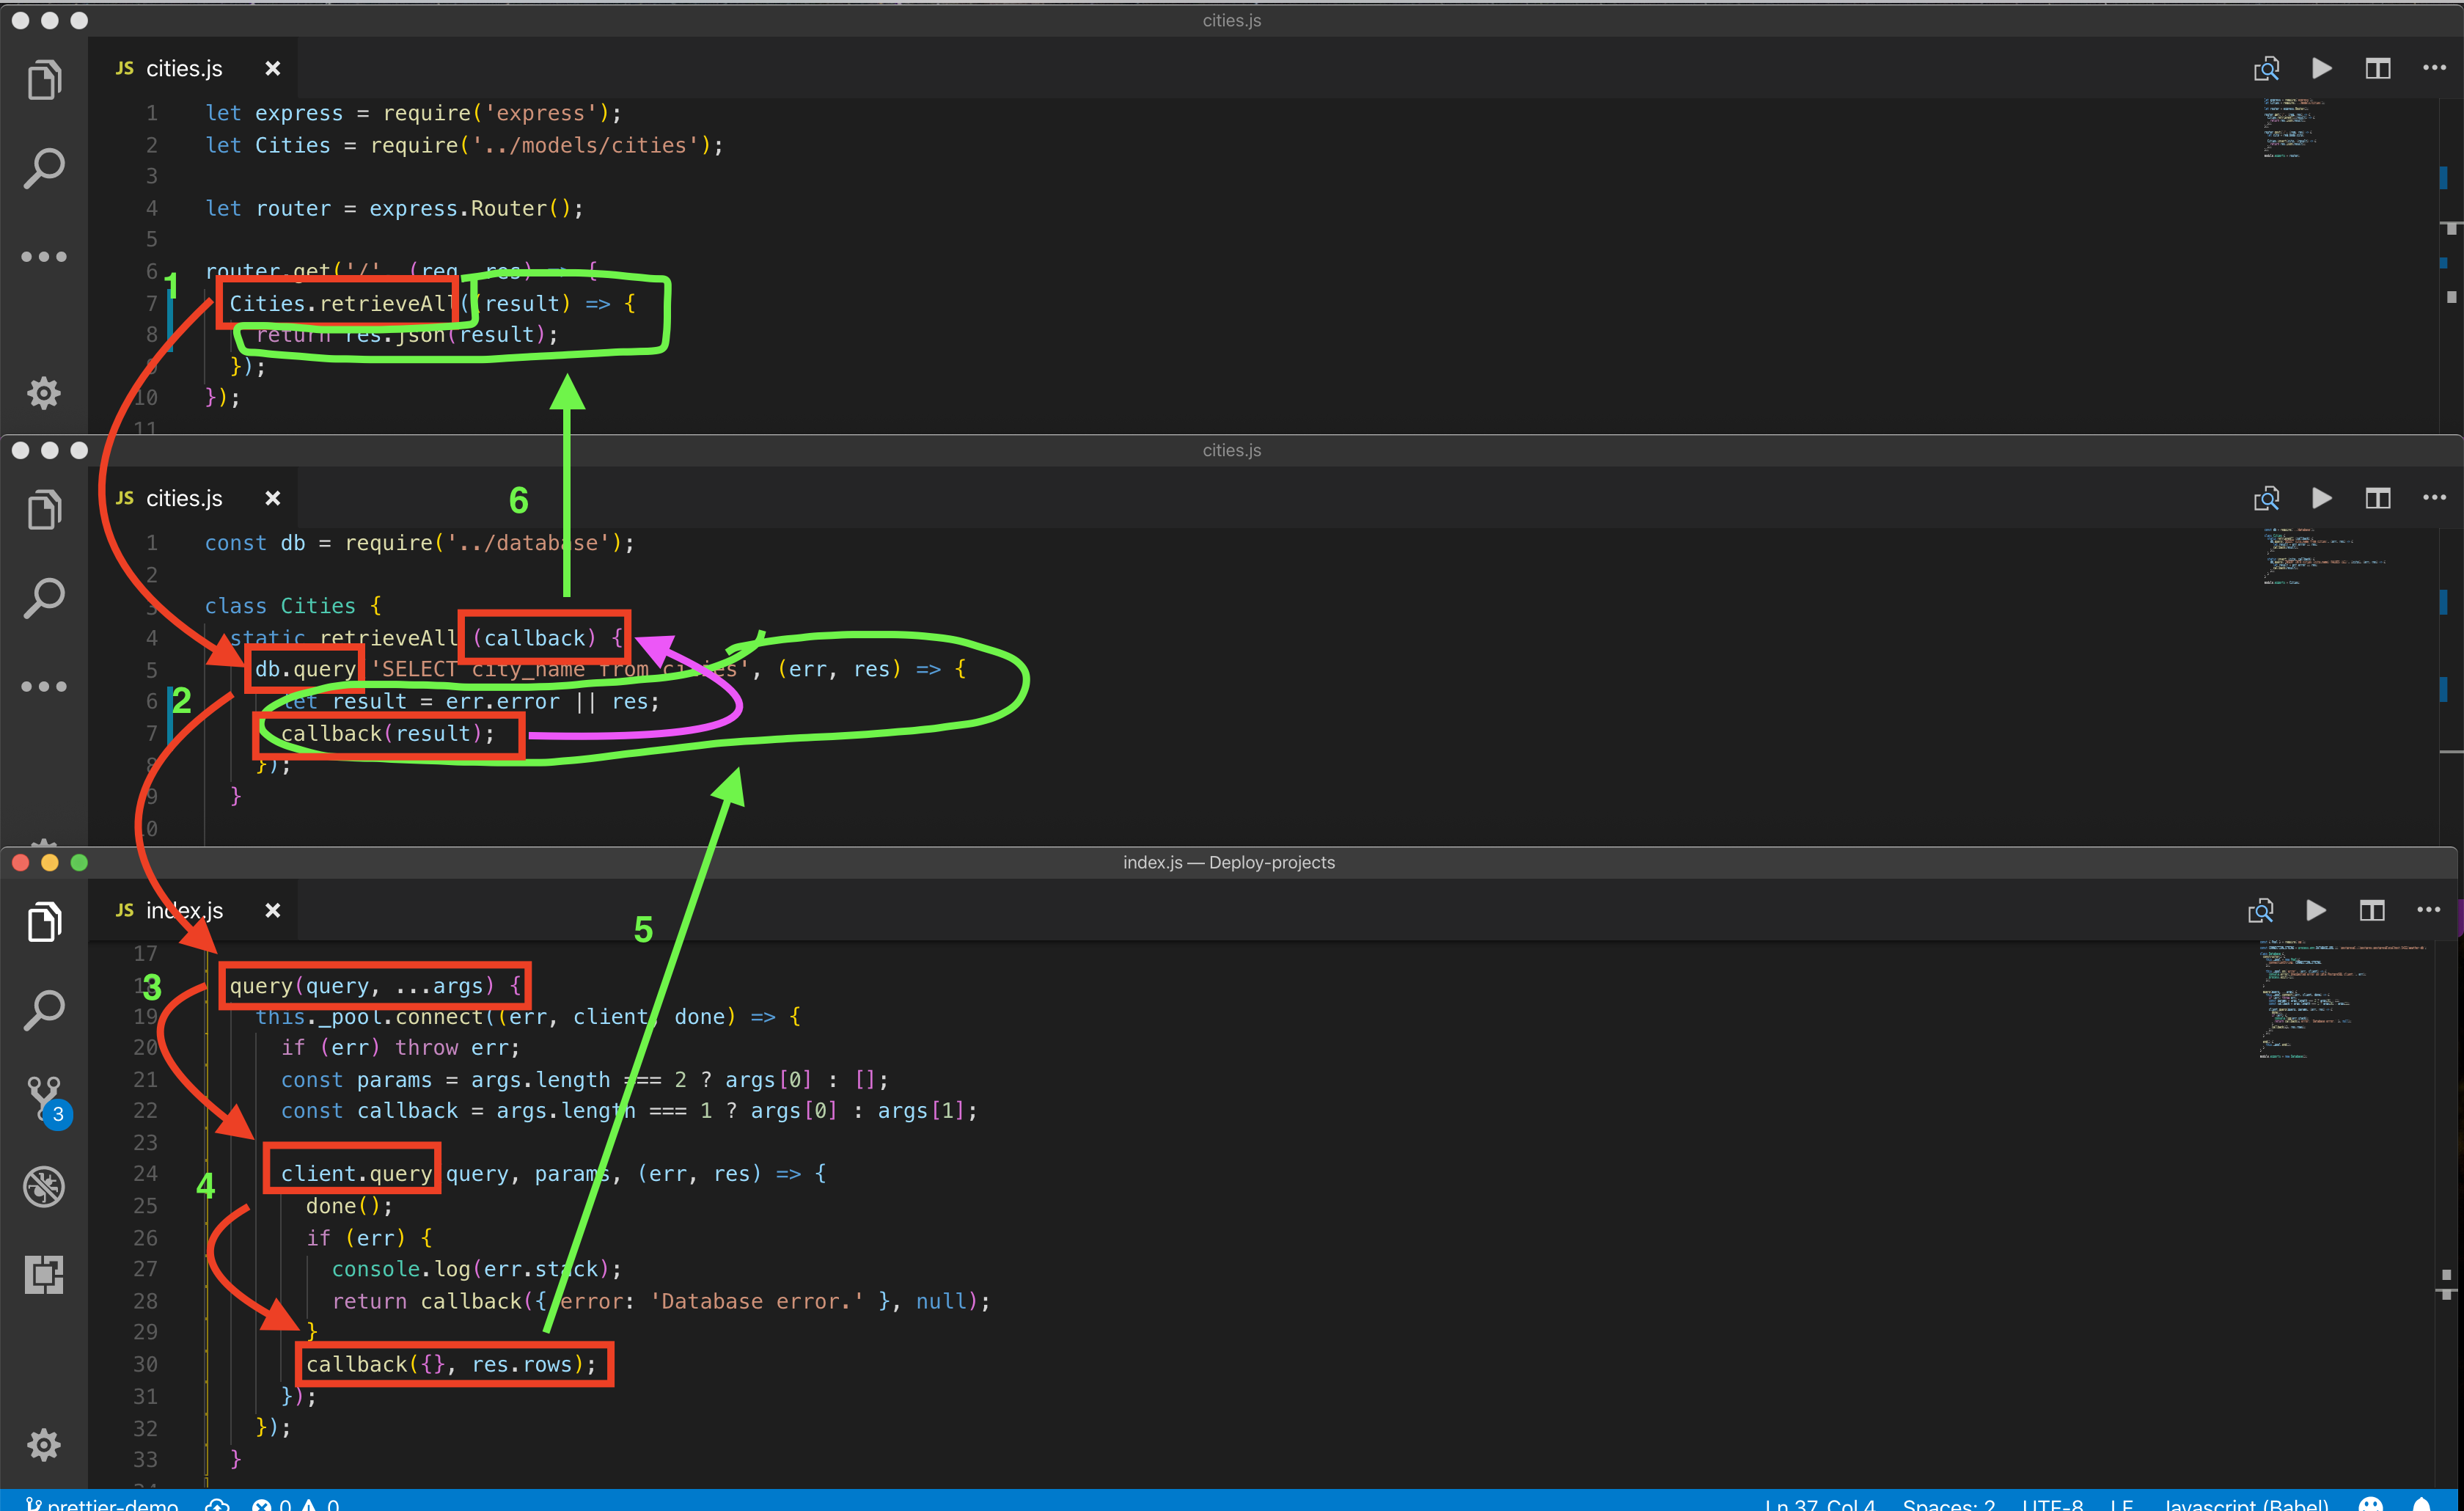 cities.js
JS cities.js
1 let express = require('express');
2 let Cities = require('../models/cities');
3
4 let router = express.Router();
5
6 router.get('/', (req, res) => {
1
7 Cities.retrieveAll((result) => {
8 return res.json(result);
9 });
10 });
11
cities.js
JS cities.js
6
1 const db = require('../database');
2
3 class Cities {
4 static retrieveAll (callback) {
5 db.query 'SELECT city_name from cities', (err, res) => {
2
6 let result = err.error || res;
7 callback(result);
8 });
9 }
10
index.js — Deploy-projects
JS index.js
5
17
3
18 query(query, ...args) {
19 this._pool.connect((err, client, done) => {
20 if (err) throw err;
21 const params = args.length === 2 ? args[0] : [];
22 const callback = args.length === 1 ? args[0] : args[1];
23
3
24 client.query query, params, (err, res) => {
4
25 done();
26 if (err) {
27 console.log(err.stack);
28 return callback({ error: 'Database error.' }, null);
29 }
30 callback({}, res.rows);
31 });
32 });
33 }
prettier-demo 0 0 Ln 37, Col 4 Spaces: 2 UTF-8 LF Javascript (Babel)